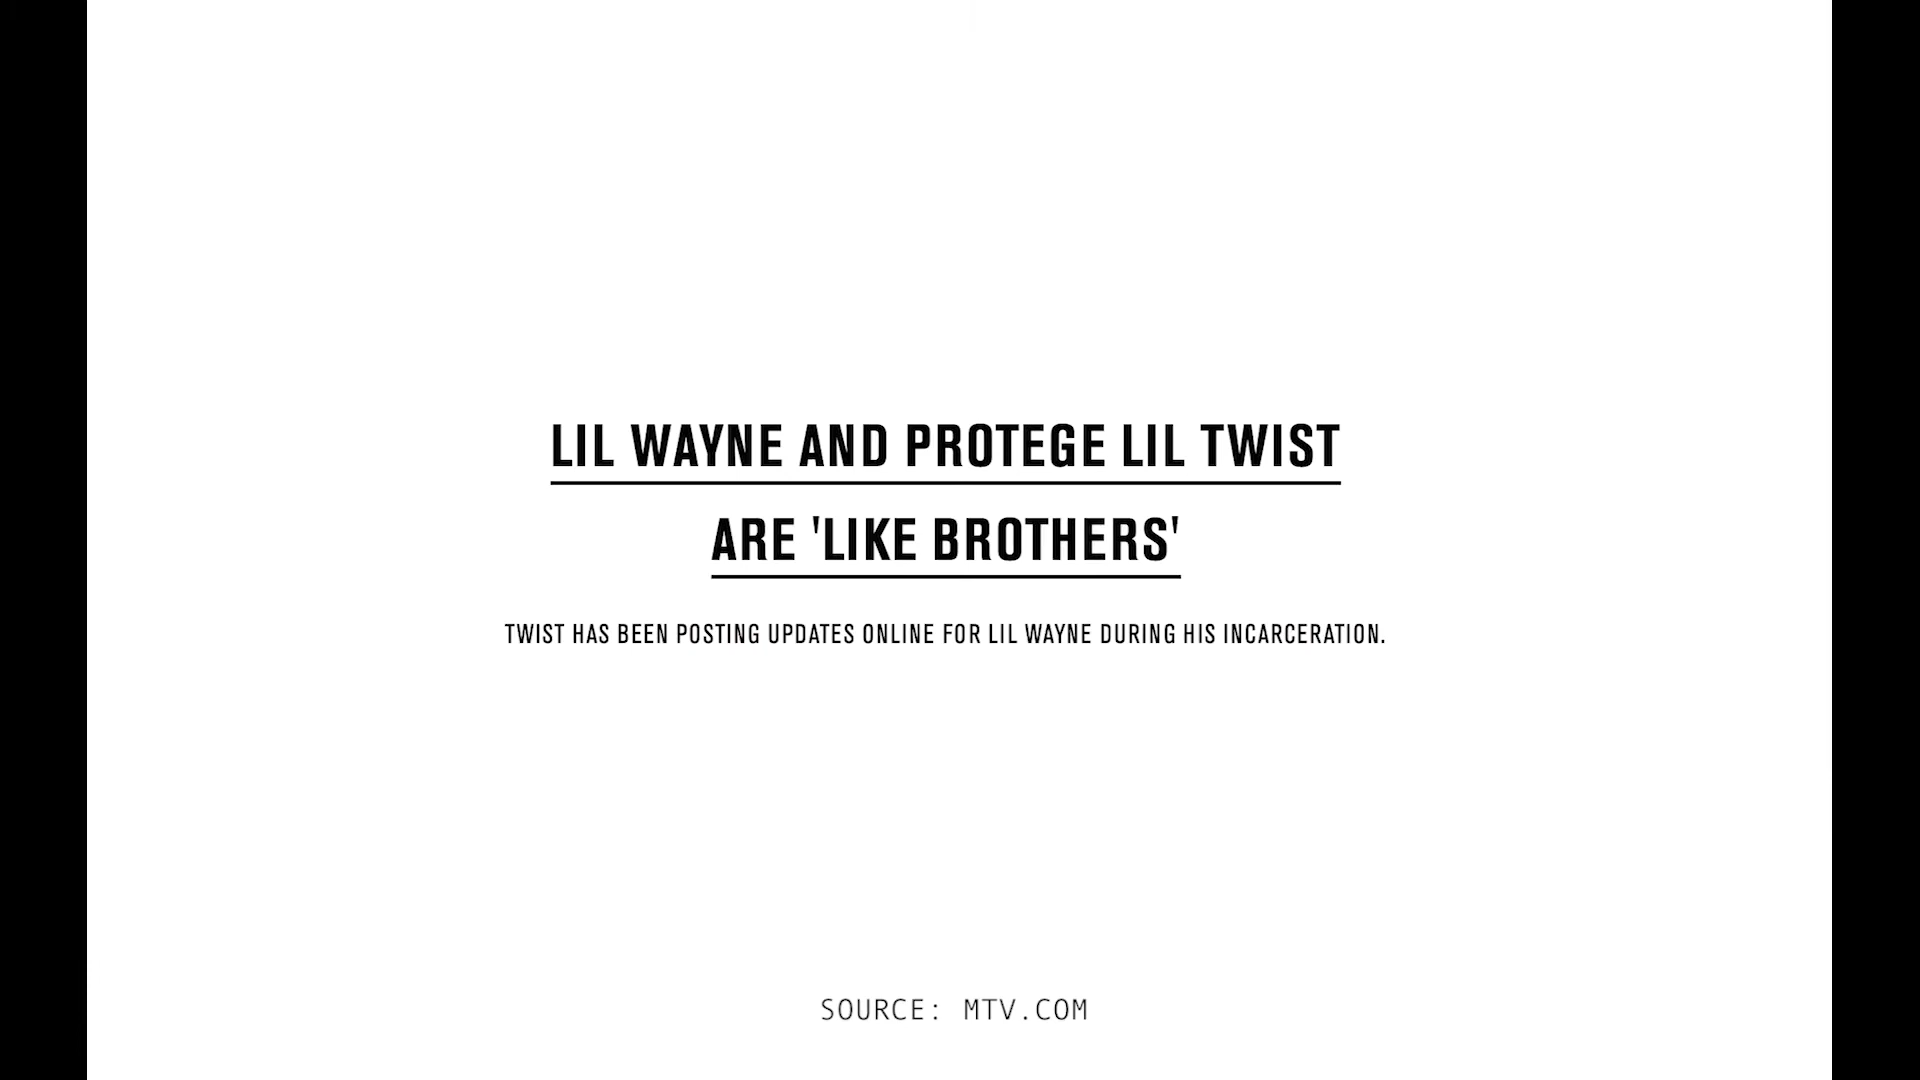 LIL WAYNE AND PROTEGE LIL TWIST
ARE 'LIKE BROTHERS'
TWIST HAS BEEN POSTING UPDATES ONLINE FOR LIL WAYNE DURING HIS INCARCERATION.
SOURCE: MTV.COM